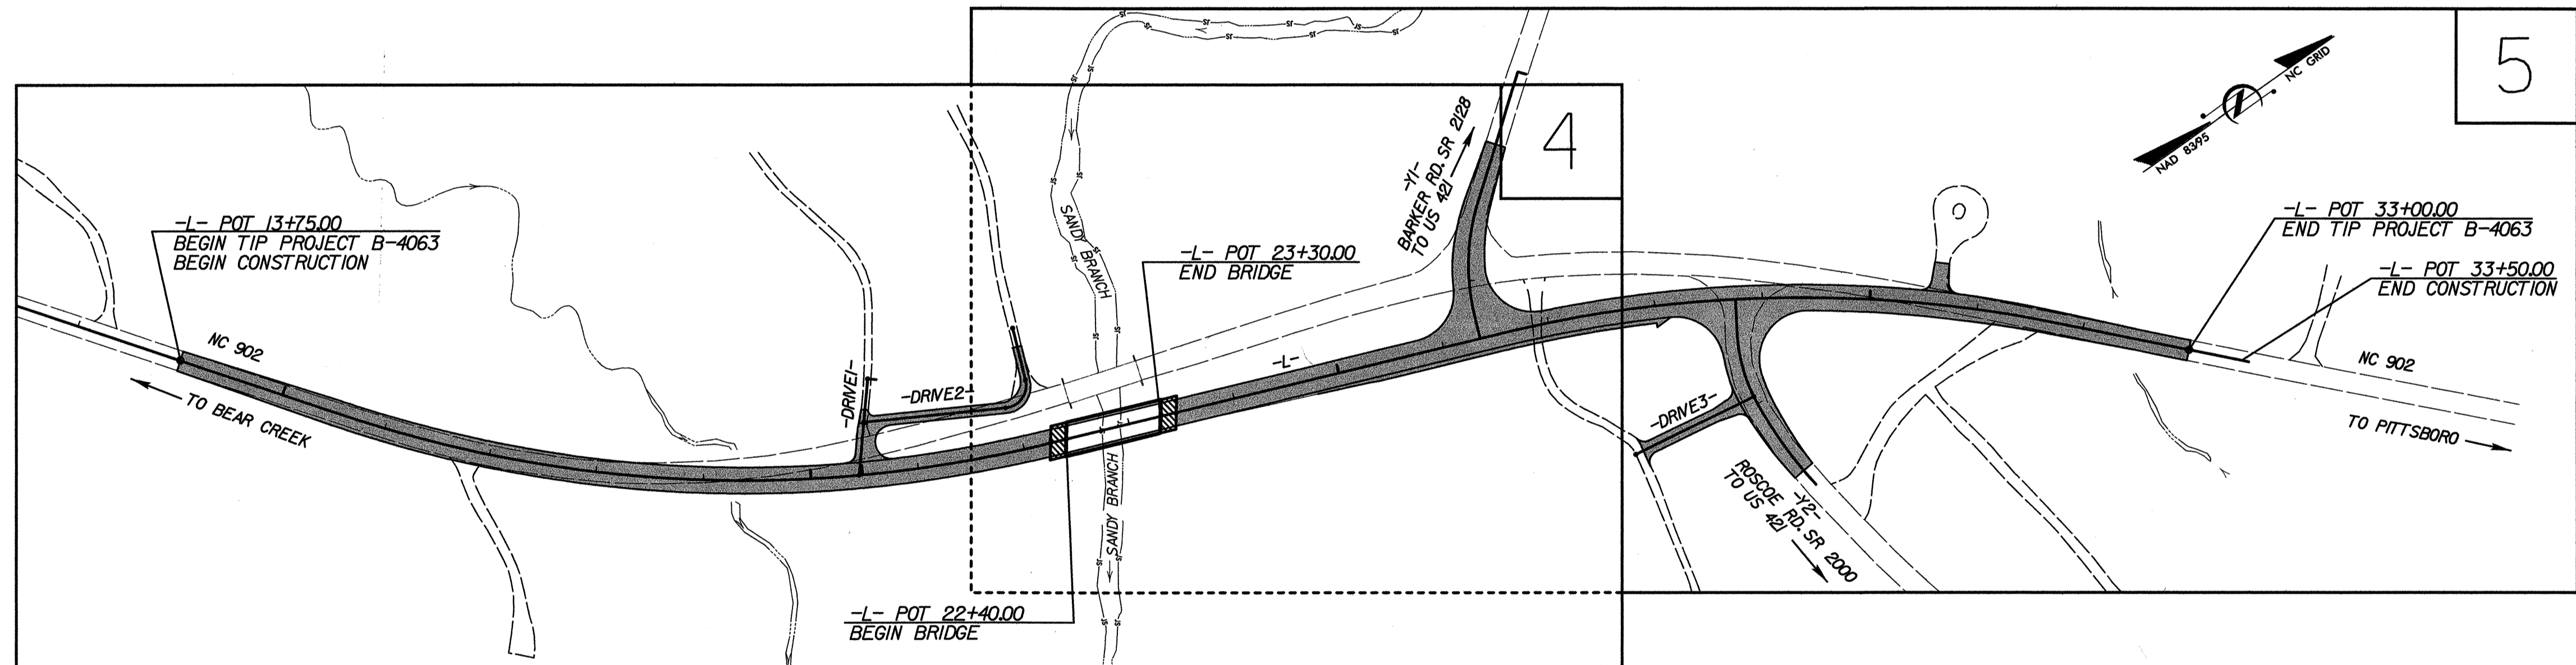 5
NC GRID
NAD 83/95
4
-Y1-
BARKER RD. SR 2128
TO US 421
-L- POT 13+75.00
BEGIN TIP PROJECT B-4063
BEGIN CONSTRUCTION
SANDY BRANCH
-L- POT 23+30.00
END BRIDGE
-L- POT 33+00.00
END TIP PROJECT B-4063
-L- POT 33+50.00
END CONSTRUCTION
NC 902
TO BEAR CREEK
-DRIVE1-
-DRIVE2-
-L-
-DRIVE3-
NC 902
TO PITTSBORO
SANDY BRANCH
-Y2-
ROSCOE RD. SR 2000
TO US 421
-L- POT 22+40.00
BEGIN BRIDGE